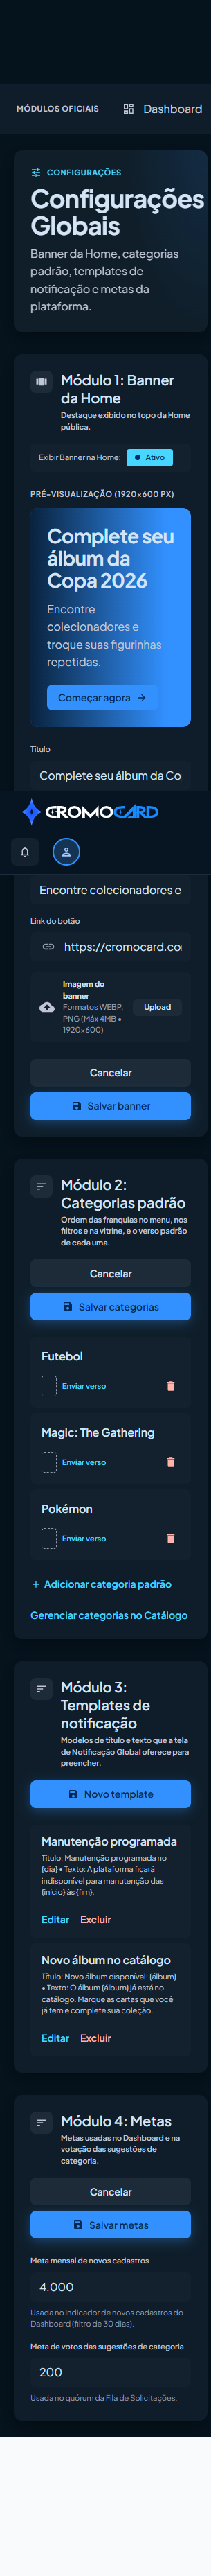 MÓDULOS OFICIAIS
Dashboard
CONFIGURAÇÕES
Configurações
Globais
Banner da Home, categorias
padrão, templates de
notificação e metas da
plataforma.
Módulo 1: Banner
da Home
Destaque exibido no topo da Home
pública.
Exibir Banner na Home:
Ativo
PRÉ-VISUALIZAÇÃO (1920×600 PX)
Complete seu
álbum da
Copa 2026
Encontre
colecionadores e
troque suas figurinhas
repetidas.
Começar agora
Título
Complete seu álbum da Co
CROMOCARD
Encontre colecionadores e
Link do botão
https://cromocard.co
Imagem do
banner
Formatos WEBP,
PNG (Máx 4MB •
1920×600)
Upload
Cancelar
Salvar banner
Módulo 2:
Categorias padrão
Ordem das franquias no menu, nos
filtros e na vitrine, e o verso padrão
de cada uma.
Cancelar
Salvar categorias
Futebol
Enviar verso
Magic: The Gathering
Enviar verso
Pokémon
Enviar verso
Adicionar categoria padrão
Gerenciar categorias no Catálogo
Módulo 3:
Templates de
notificação
Modelos de título e texto que a tela
de Notificação Global oferece para
preencher.
Novo template
Manutenção programada
Título: Manutenção programada no
{dia} • Texto: A plataforma ficará
indisponível para manutenção das
{início} às {fim}.
Editar
Excluir
Novo álbum no catálogo
Título: Novo álbum disponível: {álbum}
• Texto: O álbum {álbum} já está no
catálogo. Marque as cartas que você
já tem e complete sua coleção.
Editar
Excluir
Módulo 4: Metas
Metas usadas no Dashboard e na
votação das sugestões de
categoria.
Cancelar
Salvar metas
Meta mensal de novos cadastros
4.000
Usada no indicador de novos cadastros do
Dashboard (filtro de 30 dias).
Meta de votos das sugestões de categoria
200
Usada no quórum da Fila de Solicitações.